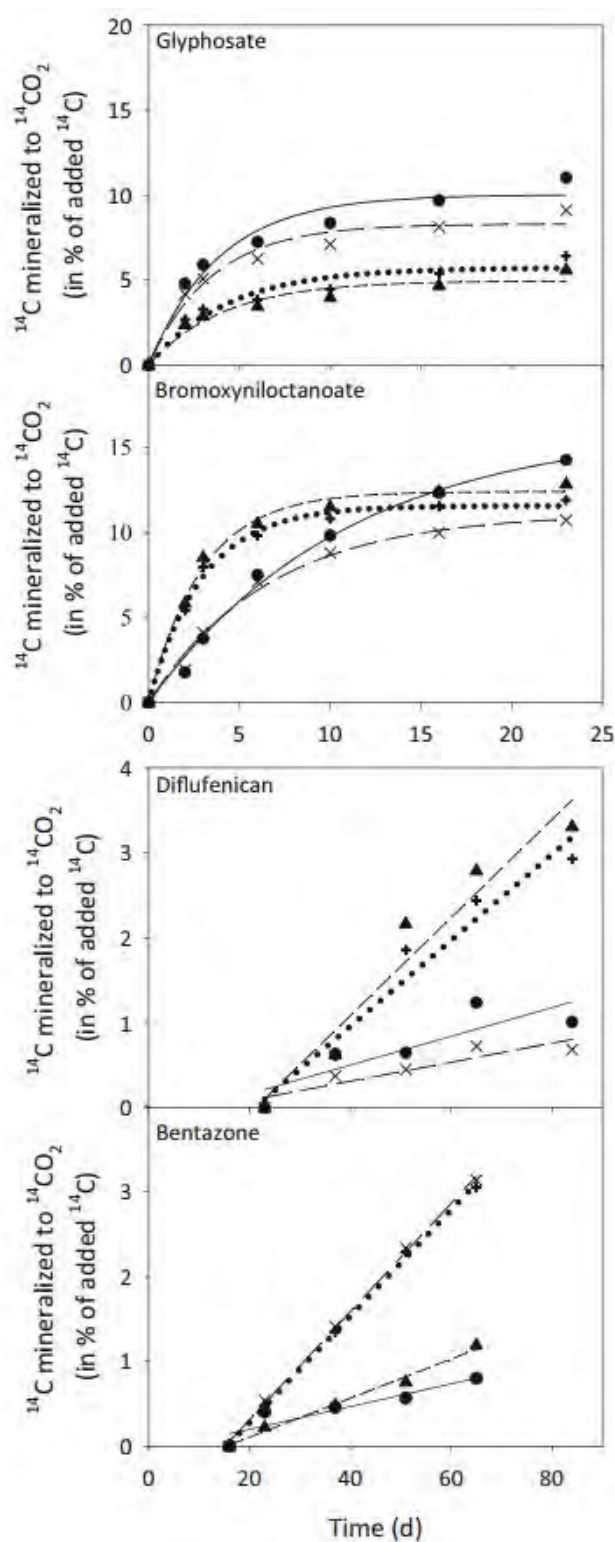 20
Glyphosate
15
10
5
0
¹⁴C mineralized to ¹⁴CO₂
(in % of added ¹⁴C)
Bromoxyniloctanoate
15
10
5
0
¹⁴C mineralized to ¹⁴CO₂
(in % of added ¹⁴C)
0 5 10 15 20 25
4
Diflufenican
3
2
1
0
¹⁴C mineralized to ¹⁴CO₂
(in % of added ¹⁴C)
Bentazone
3
2
1
0
¹⁴C mineralized to ¹⁴CO₂
(in % of added ¹⁴C)
0 20 40 60 80
Time (d)